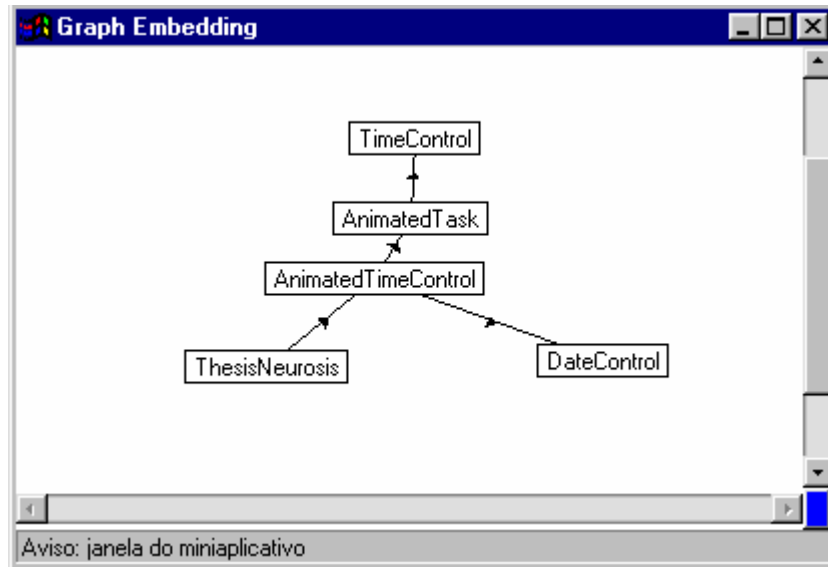 Graph Embedding
TimeControl
AnimatedTask
AnimatedTimeControl
ThesisNeurosis
DateControl
Aviso: janela do miniaplicativo